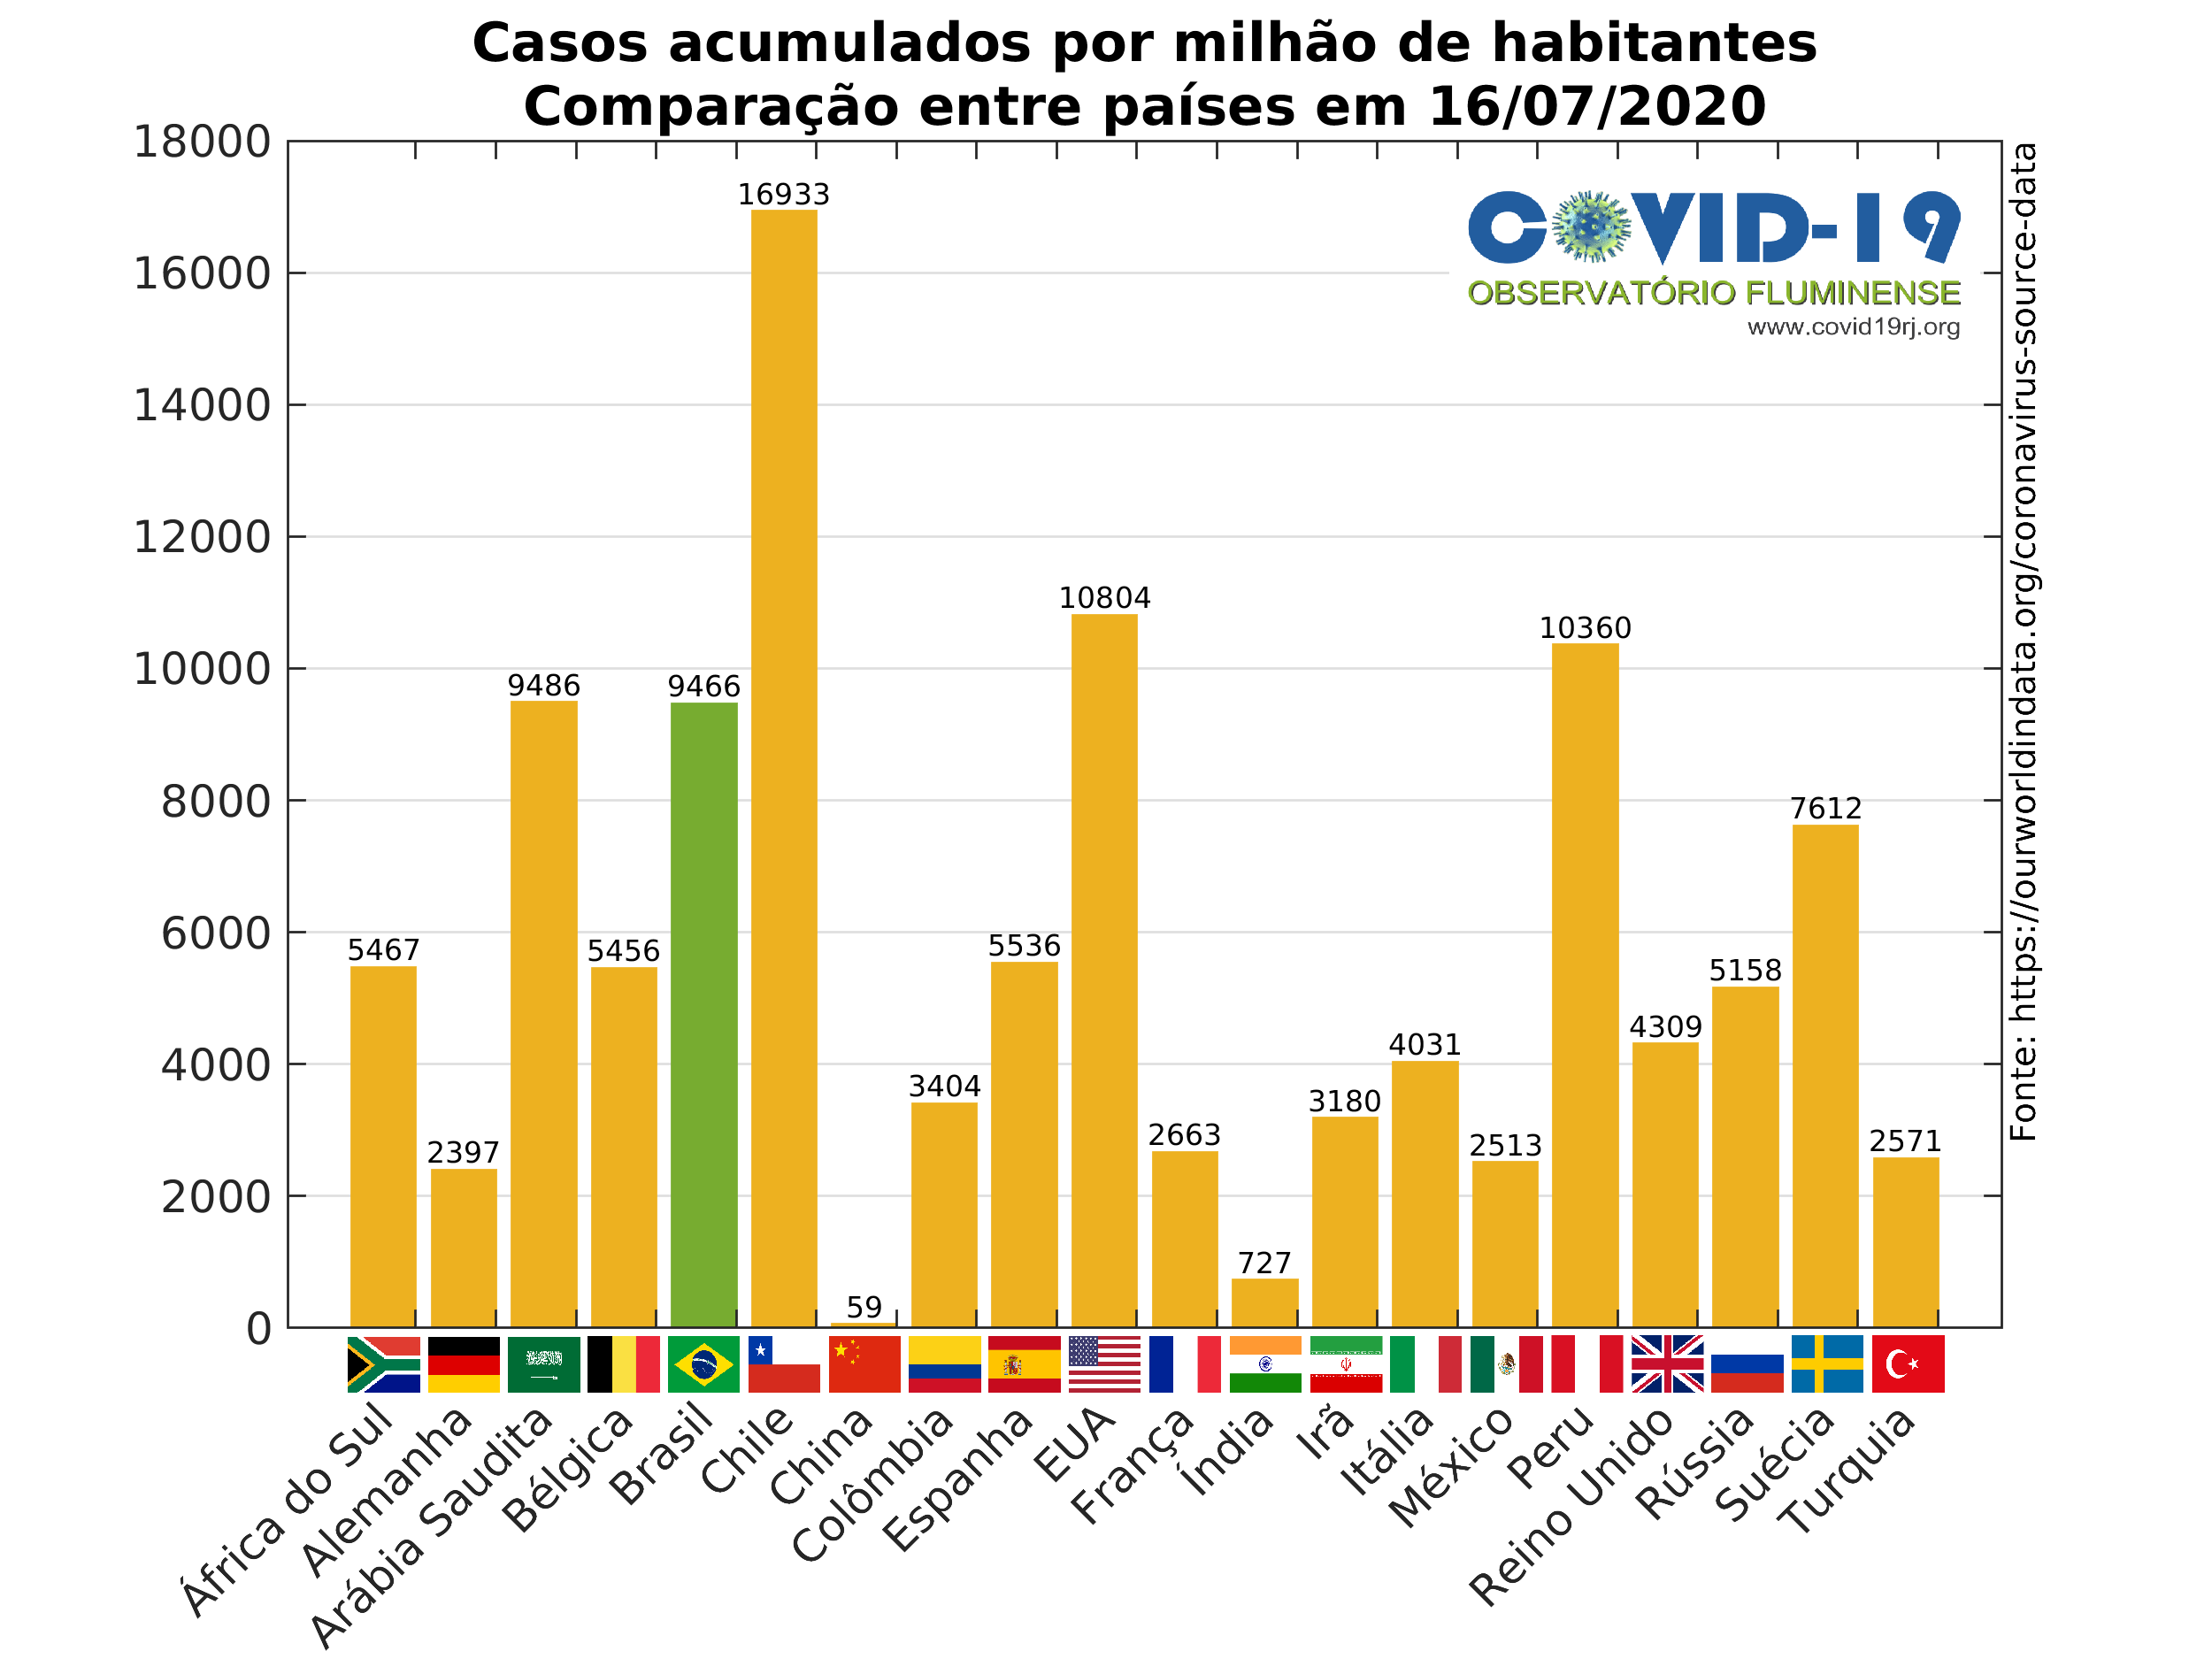 Casos acumulados por milhão de habitantes
Comparação entre países em 16/07/2020
18000
16000
14000
12000
10000
8000
6000
4000
2000
0
5467
2397
9486
5456
9466
16933
59
3404
5536
10804
2663
727
3180
4031
2513
10360
4309
5158
7612
2571
COVID-19
OBSERVATÓRIO FLUMINENSE
www.covid19rj.org
Fonte: https://ourworldindata.org/coronavirus-source-data
África do Sul
Alemanha
Arábia Saudita
Bélgica
Brasil
Chile
China
Colômbia
Espanha
EUA
França
Índia
Irã
Itália
México
Peru
Reino Unido
Rússia
Suécia
Turquia